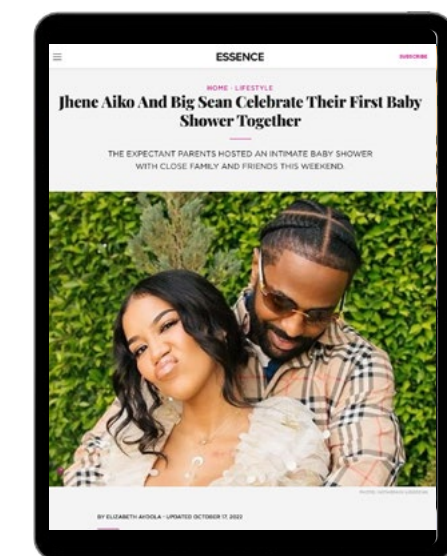 ESSENCE
SUBSCRIBE
HOME · LIFESTYLE
Jhene Aiko And Big Sean Celebrate Their First Baby
Shower Together
THE EXPECTANT PARENTS HOSTED AN INTIMATE BABY SHOWER
WITH CLOSE FAMILY AND FRIENDS THIS WEEKEND.
BY ELIZABETH AYOOLA · UPDATED OCTOBER 17, 2022